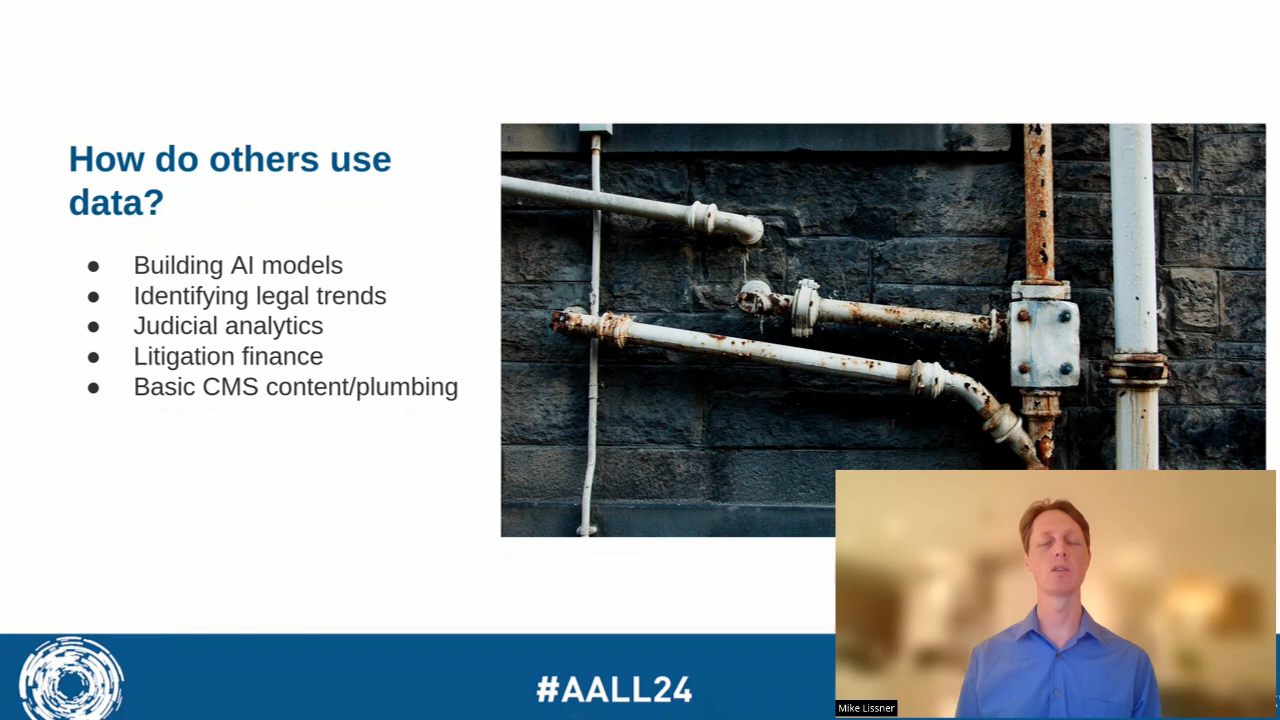 How do others use
data?
● Building AI models
● Identifying legal trends
● Judicial analytics
● Litigation finance
● Basic CMS content/plumbing
#AALL24
Mike Lissner